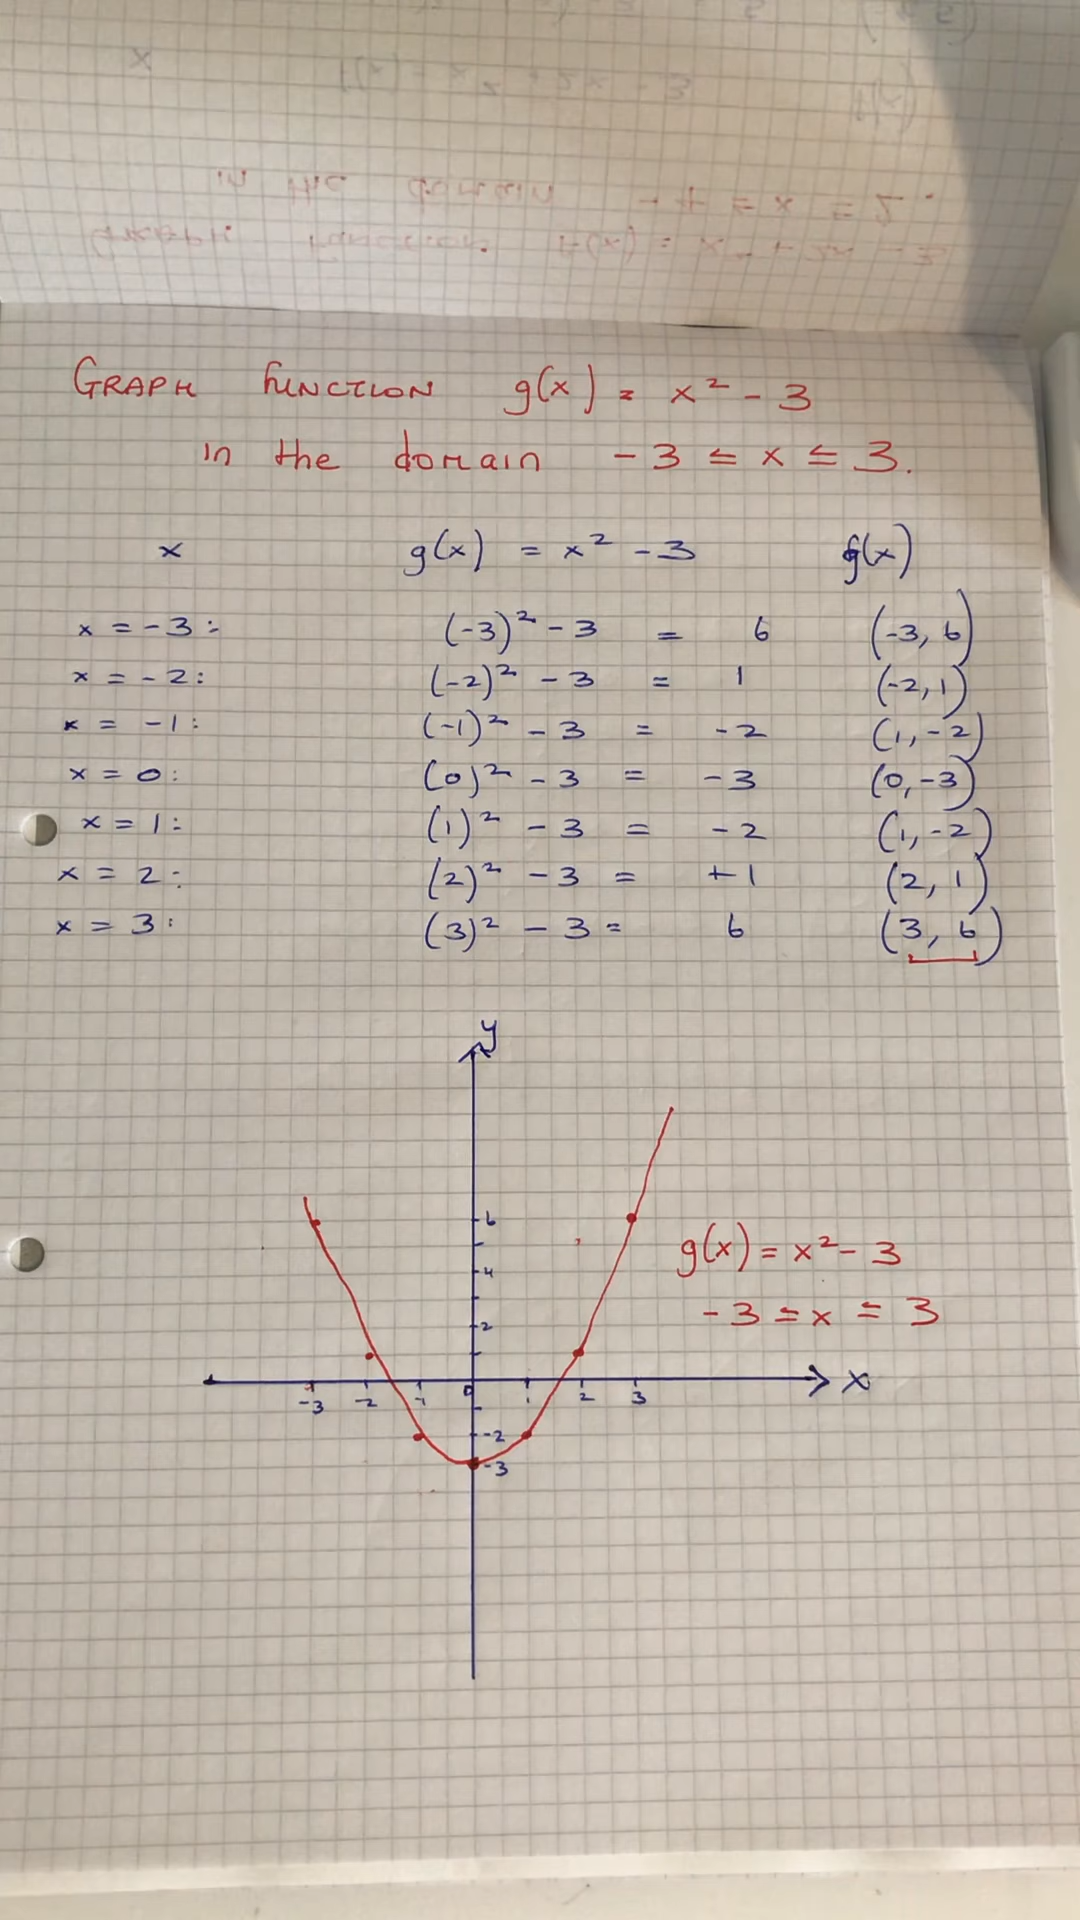 GRAPH FUNCTION g(x) = x² - 3
in the domain -3 ≤ x ≤ 3.
x g(x) = x² - 3 g(x)
x = -3: (-3)² - 3 = 6 (-3, 6)
x = -2: (-2)² - 3 = 1 (-2, 1)
x = -1: (-1)² - 3 = -2 (1, -2)
x = 0: (0)² - 3 = -3 (0, -3)
x = 1: (1)² - 3 = -2 (1, -2)
x = 2: (2)² - 3 = +1 (2, 1)
x = 3: (3)² - 3 = 6 (3, 6)
y
6
g(x) = x² - 3
4
-3 ≤ x ≤ 3
2
x
-3 -2 -1 0 1 2 3
-2
-3